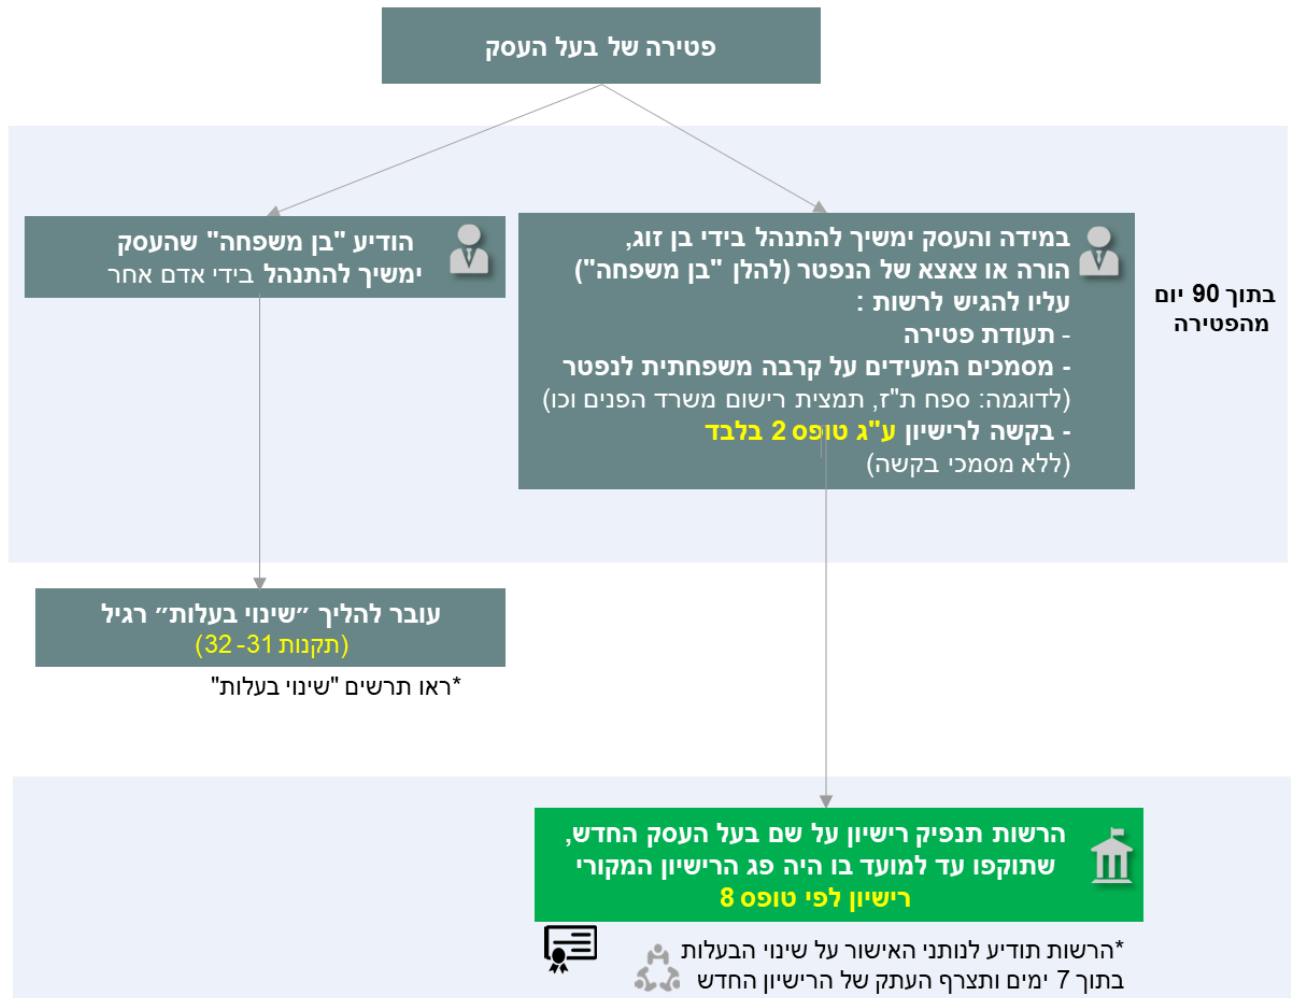 פטירה של בעל העסק
בתוך 90 יום
מהפטירה
במידה והעסק ימשיך להתנהל בידי בן זוג,
הורה או צאצא של הנפטר (להלן "בן משפחה")
עליו להגיש לרשות :
- תעודת פטירה
- מסמכים המעידים על קרבה משפחתית לנפטר
(לדוגמה: ספח ת"ז, תמצית רישום משרד הפנים וכו)
- בקשה לרישיון ע"ג טופס 2 בלבד
(ללא מסמכי בקשה)
הודיע "בן משפחה" שהעסק
ימשיך להתנהל בידי אדם אחר
עובר להליך ״שינוי בעלות״ רגיל
(תקנות 31-32)
*ראו תרשים "שינוי בעלות"
הרשות תנפיק רישיון על שם בעל העסק החדש,
שתוקפו עד למועד בו היה פג הרישיון המקורי
רישיון לפי טופס 8
*הרשות תודיע לנותני האישור על שינוי הבעלות
בתוך 7 ימים ותצרף העתק של הרישיון החדש